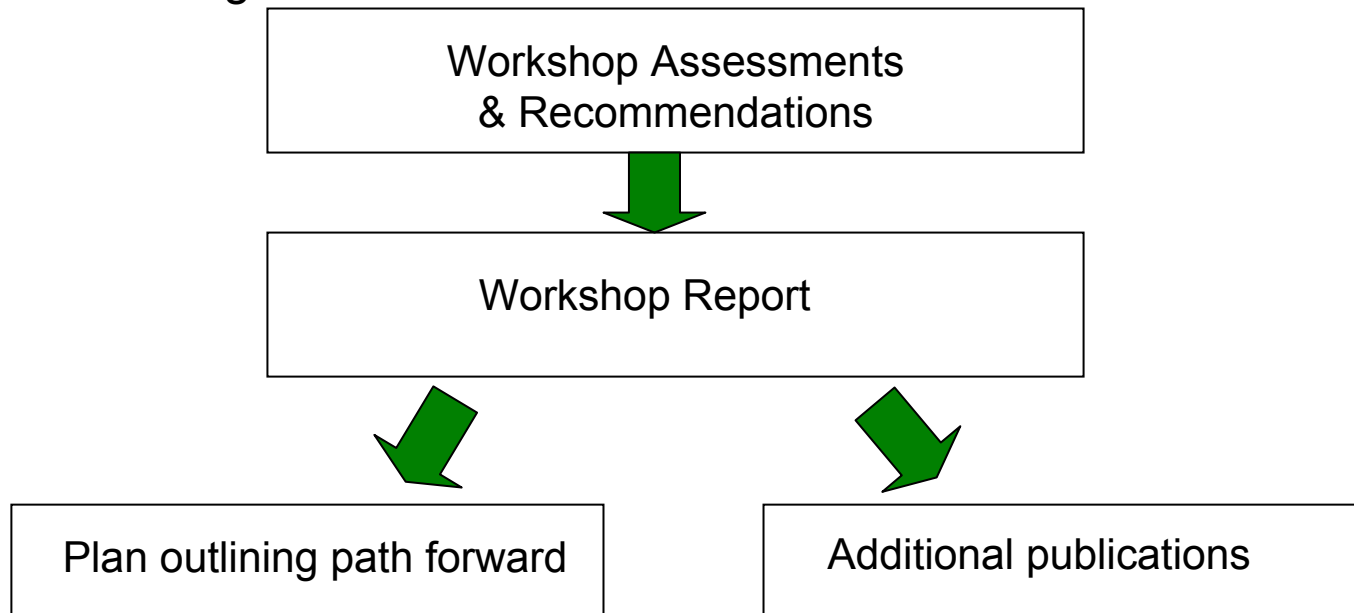 Workshop Assessments
& Recommendations
Workshop Report
Plan outlining path forward
Additional publications